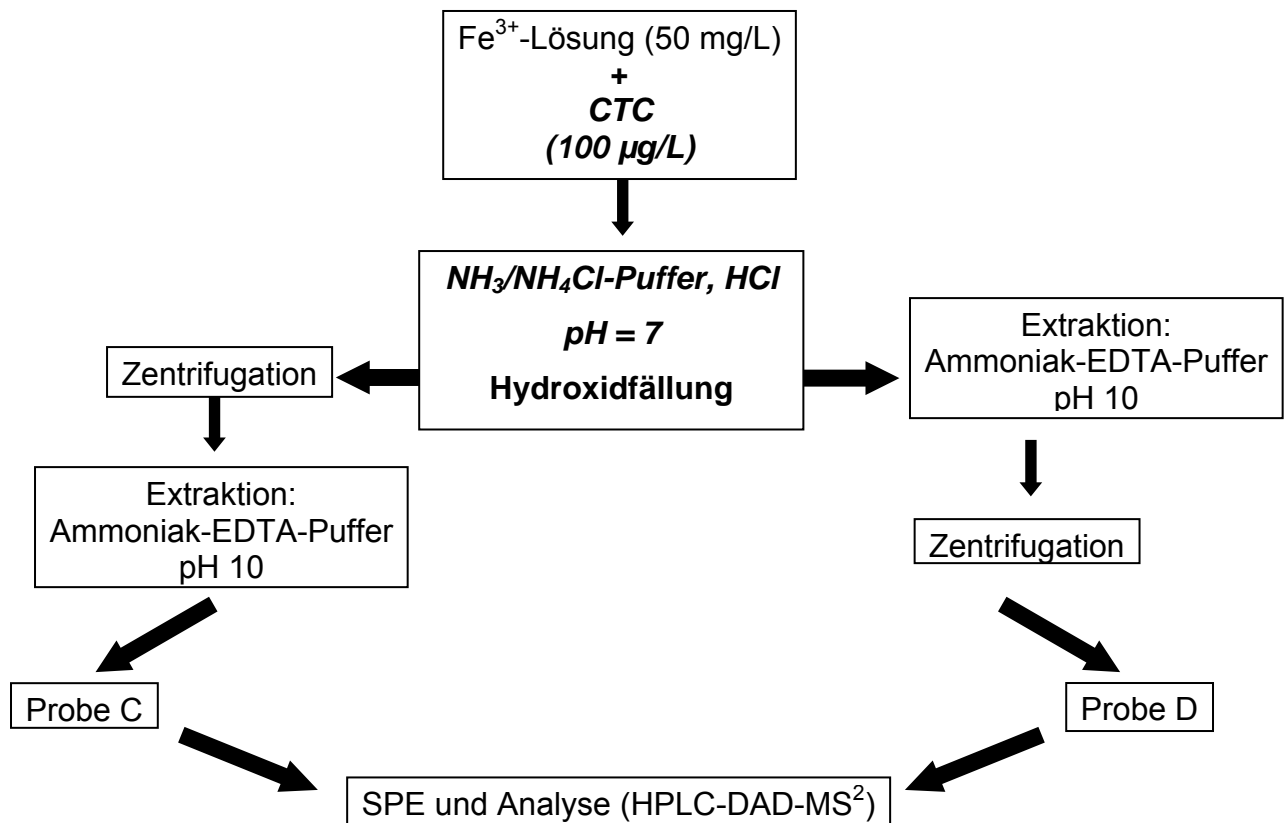 Fe³⁺-Lösung (50 mg/L)
+
CTC
(100 µg/L)
NH₃/NH₄Cl-Puffer, HCl
pH = 7
Hydroxidfällung
Zentrifugation
Extraktion:
Ammoniak-EDTA-Puffer
pH 10
Extraktion:
Ammoniak-EDTA-Puffer
pH 10
Zentrifugation
Probe C
Probe D
SPE und Analyse (HPLC-DAD-MS²)